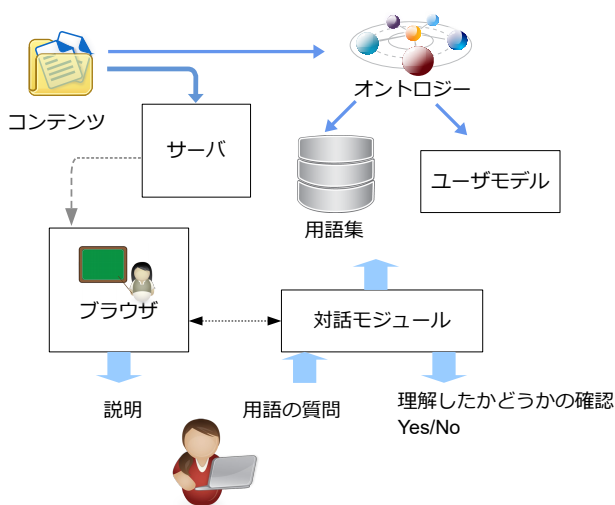 コンテンツ
オントロジー
サーバ
ユーザモデル
用語集
ブラウザ
対話モジュール
説明
用語の質問
理解したかどうかの確認
Yes/No